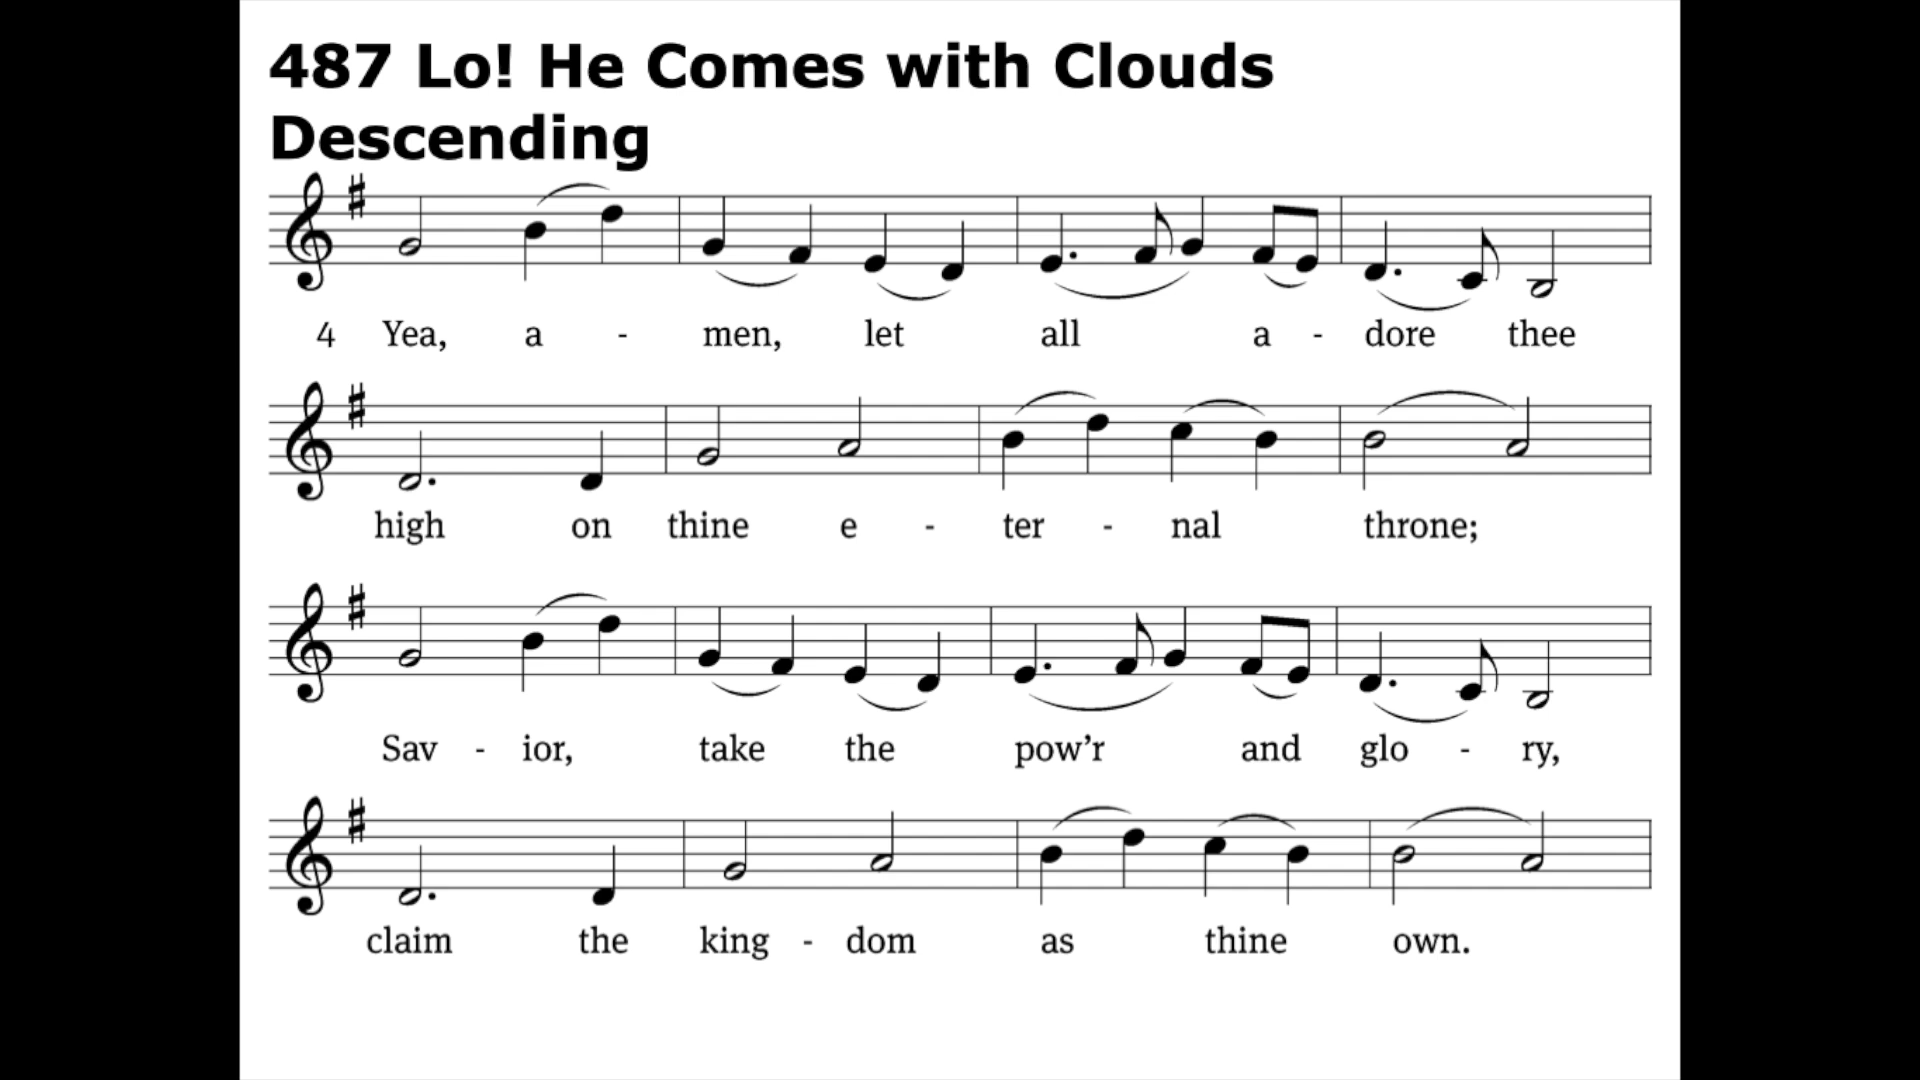 487 Lo! He Comes with Clouds
Descending
4 Yea, a - men, let all a - dore thee
high on thine e - ter - nal throne;
Sav - ior, take the pow’r and glo - ry,
claim the king - dom as thine own.